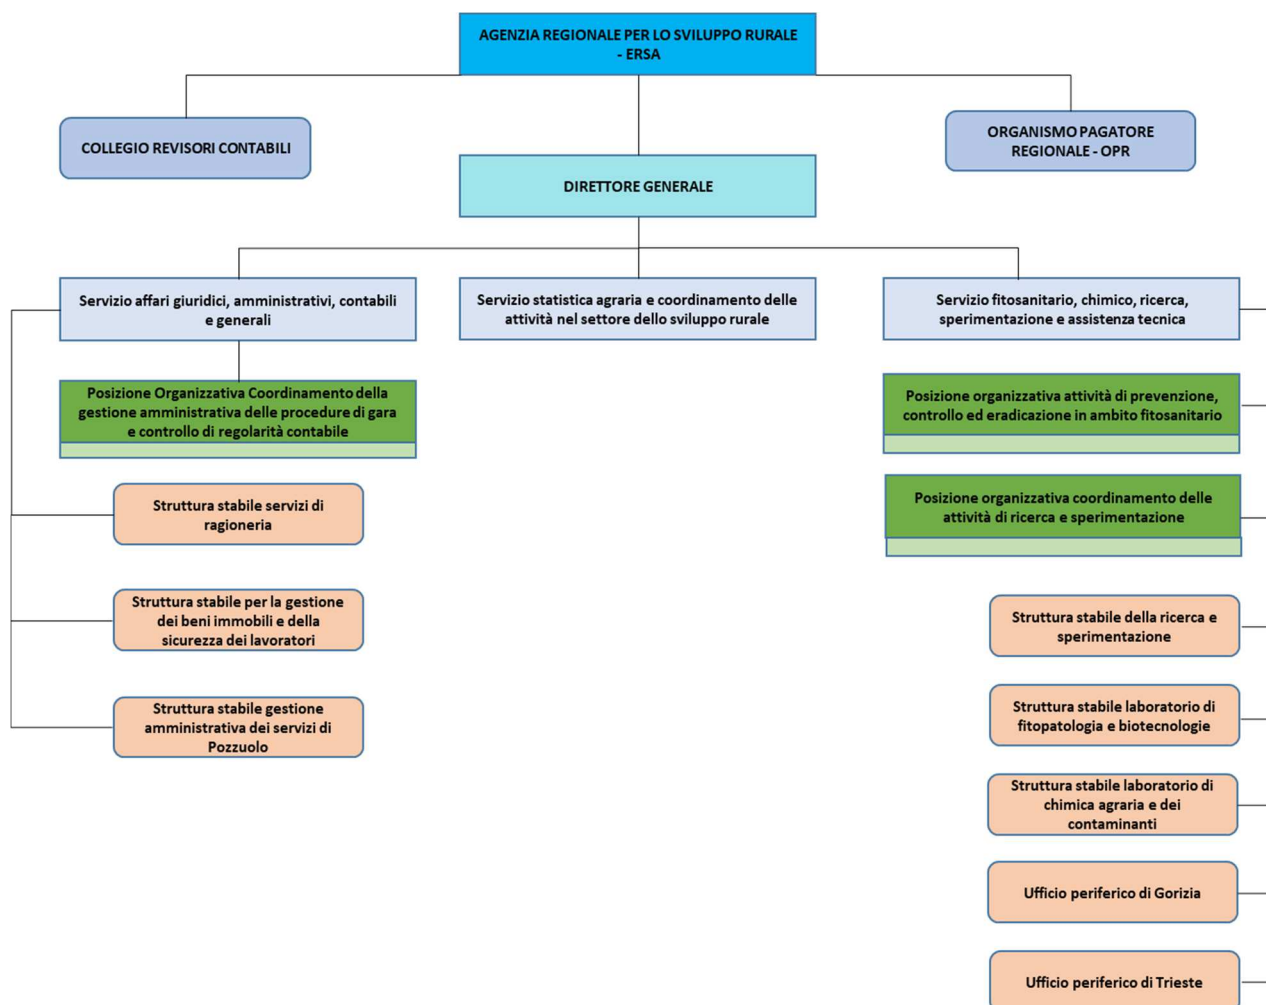 AGENZIA REGIONALE PER LO SVILUPPO RURALE
- ERSA
COLLEGIO REVISORI CONTABILI
ORGANISMO PAGATORE
REGIONALE - OPR
DIRETTORE GENERALE
Servizio affari giuridici, amministrativi, contabili
e generali
Servizio statistica agraria e coordinamento delle
attività nel settore dello sviluppo rurale
Servizio fitosanitario, chimico, ricerca,
sperimentazione e assistenza tecnica
Posizione Organizzativa Coordinamento della
gestione amministrativa delle procedure di gara
e controllo di regolarità contabile
Struttura stabile servizi di
ragioneria
Struttura stabile per la gestione
dei beni immobili e della
sicurezza dei lavoratori
Struttura stabile gestione
amministrativa dei servizi di
Pozzuolo
Posizione organizzativa attività di prevenzione,
controllo ed eradicazione in ambito fitosanitario
Posizione organizzativa coordinamento delle
attività di ricerca e sperimentazione
Struttura stabile della ricerca e
sperimentazione
Struttura stabile laboratorio di
fitopatologia e biotecnologie
Struttura stabile laboratorio di
chimica agraria e dei
contaminanti
Ufficio periferico di Gorizia
Ufficio periferico di Trieste